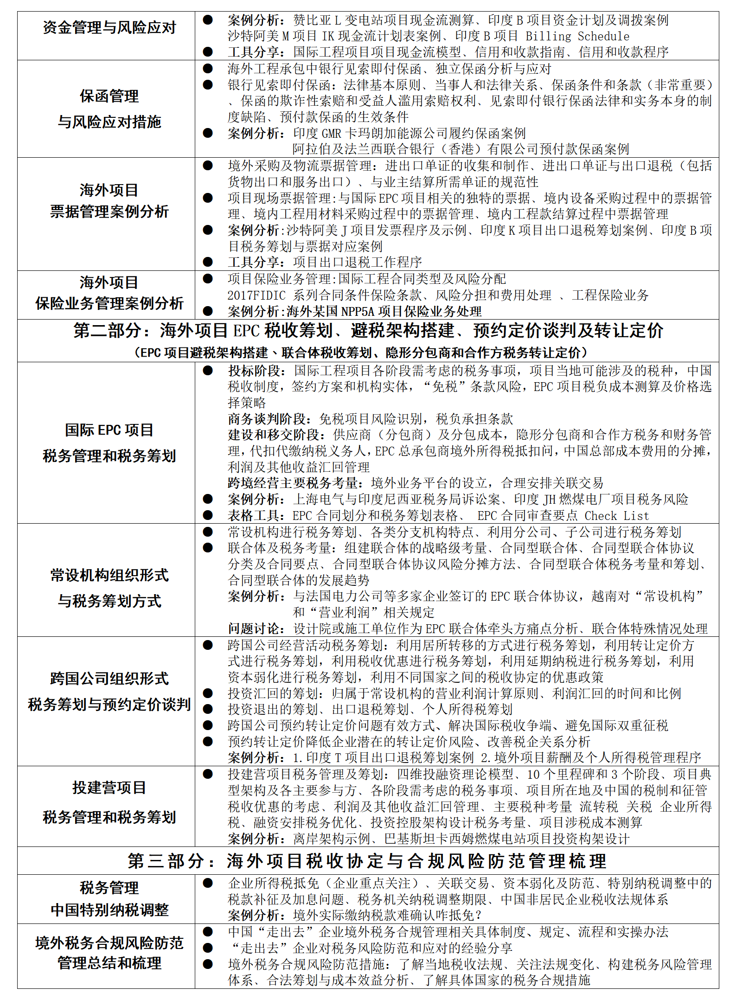 资金管理与风险应对
● 案例分析：赞比亚 L 变电站项目现金流测算、印度 B 项目资金计划及调拨案例
沙特阿美 M 项目 IK 现金流计划表案例、印度 B 项目 Billing Schedule
● 工具分享：国际工程项目项目现金流模型、信用和收款指南、信用和收款程序
保函管理
与风险应对措施
● 海外工程承包中银行见索即付保函、独立保函分析与应对
● 银行见索即付保函：法律基本原则、当事人和法律关系、保函条件和条款（非常重要）
、保函的欺诈性索赔和受益人滥用索赔权利、见索即付银行保函法律和实务本身的制
度缺陷、预付款保函的生效条件
● 案例分析：印度 GMR 卡玛朗加能源公司履约保函案例
阿拉伯及法兰西联合银行（香港）有限公司预付款保函案例
海外项目
票据管理案例分析
● 境外采购及物流票据管理：进出口单证的收集和制作、进出口单证与出口退税（包括
货物出口和服务出口）、与业主结算所需单证的规范性
● 项目现场票据管理:与国际 EPC 项目相关的独特的票据、境内设备采购过程中的票据管
理、境内工程用材料采购过程中的票据管理、境内工程款结算过程中票据管理
● 案例分析:沙特阿美 J 项目发票程序及示例、印度 K 项目出口退税筹划案例、印度 B 项
目税务筹划与票据对应案例
● 工具分享：项目出口退税工作程序
海外项目
保险业务管理案例分析
● 项目保险业务管理:国际工程合同类型及风险分配
2017FIDIC 系列合同条件保险条款、风险分担和费用处理 、工程保险业务
● 案例分析:海外某国 NPP5A 项目保险业务处理
第二部分：海外项目 EPC 税收筹划、避税架构搭建、预约定价谈判及转让定价
（EPC 项目避税架构搭建、联合体税收筹划、隐形分包商和合作方税务转让定价）
国际 EPC 项目
税务管理和税务筹划
● 投标阶段：国际工程项目各阶段需考虑的税务事项，项目当地可能涉及的税种，中国
税收制度，签约方案和机构实体，“免税”条款风险，EPC 项目税负成本测算及价格选
择策略
商务谈判阶段：免税项目风险识别，税负承担条款
建设和移交阶段：供应商（分包商）及分包成本，隐形分包商和合作方税务和财务管
理，代扣代缴纳税义务人，EPC 总承包商境外所得税抵扣问，中国总部成本费用的分摊，
利润及其他收益汇回管理
跨境经营主要税务考量：境外业务平台的设立，合理安排关联交易
● 案例分析：上海电气与印度尼西亚税务局诉讼案、印度 JH 燃煤电厂项目税务风险
● 表格工具：EPC 合同划分和税务筹划表格、 EPC 合同审查要点 Check List
常设机构组织形式
与税务筹划方式
● 常设机构进行税务筹划、各类分支机构特点、利用分公司、子公司进行税务筹划
● 联合体及税务考量：组建联合体的战略级考量、合同型联合体、合同型联合体协议
分类及合同要点、合同型联合体协议风险分摊方法、合同型联合体税务考量和筹划、
合同型联合体的发展趋势
案例分析：与法国电力公司等多家企业签订的 EPC 联合体协议，越南对“常设机构”
和“营业利润”相关规定
问题讨论：设计院或施工单位作为 EPC 联合体牵头方痛点分析、联合体特殊情况处理
跨国公司组织形式
税务筹划与预约定价谈判
● 跨国公司经营活动税务筹划：利用居所转移的方式进行税务筹划，利用转让定价方
式进行税务筹划，利用税收优惠进行税务筹划，利用延期纳税进行税务筹划，利用
资本弱化进行税务筹划，利用不同国家之间的税收协定的优惠政策
● 投资汇回的筹划：归属于常设机构的营业利润计算原则、利润汇回的时间和比例
● 投资退出的筹划、出口退税筹划、个人所得税筹划
● 跨国公司预约转让定价问题有效方式、解决国际税收争端、避免国际双重征税
● 预约转让定价降低企业潜在的转让定价风险、改善税企关系分析
案例分析：1.印度 T 项目出口退税筹划案例 2.境外项目薪酬及个人所得税管理程序
投建营项目
税务管理和税务筹划
● 投建营项目税务管理及筹划：四维投融资理论模型、10 个里程碑和 3 个阶段、项目典
型架构及各主要参与方、各阶段需考虑的税务事项、项目所在地及中国的税制和征管
税收优惠的考虑、利润及其他收益汇回管理、主要税种考量 流转税 关税 企业所得
税、融资安排税务优化、投资控股架构设计税务考量、项目涉税成本测算
案例分析：离岸架构示例、巴基斯坦卡西姆燃煤电站项目投资构架设计
第三部分：海外项目税收协定与合规风险防范管理梳理
税务管理
中国特别纳税调整
● 企业所得税抵免（企业重点关注）、关联交易、资本弱化及防范、特别纳税调整中的
税款补征及加息问题、税务机关纳税调整期限、中国非居民企业税收法规体系
案例分析：境外实际缴纳税款难确认咋抵免？
境外税务合规风险防范
管理总结和梳理
● 中国“走出去”企业境外税务合规管理相关具体制度、规定、流程和实操办法
● “走出去”企业对税务风险防范和应对的经验分享
● 境外税务合规风险防范措施：了解当地税收法规、关注法规变化、构建税务风险管理
体系、合法筹划与成本效益分析、了解具体国家的税务合规措施